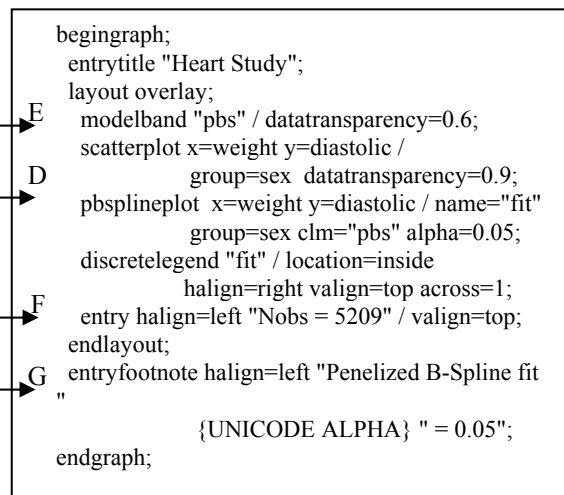 begingraph;
entrytitle "Heart Study";
layout overlay;
E
modelband "pbs" / datatransparency=0.6;
scatterplot x=weight y=diastolic /
D
group=sex datatransparency=0.9;
pbsplineplot x=weight y=diastolic / name="fit"
group=sex clm="pbs" alpha=0.05;
discretelegend "fit" / location=inside
halign=right valign=top across=1;
F
entry halign=left "Nobs = 5209" / valign=top;
endlayout;
G
entryfootnote halign=left "Penelized B-Spline fit
"
{UNICODE ALPHA} " = 0.05";
endgraph;